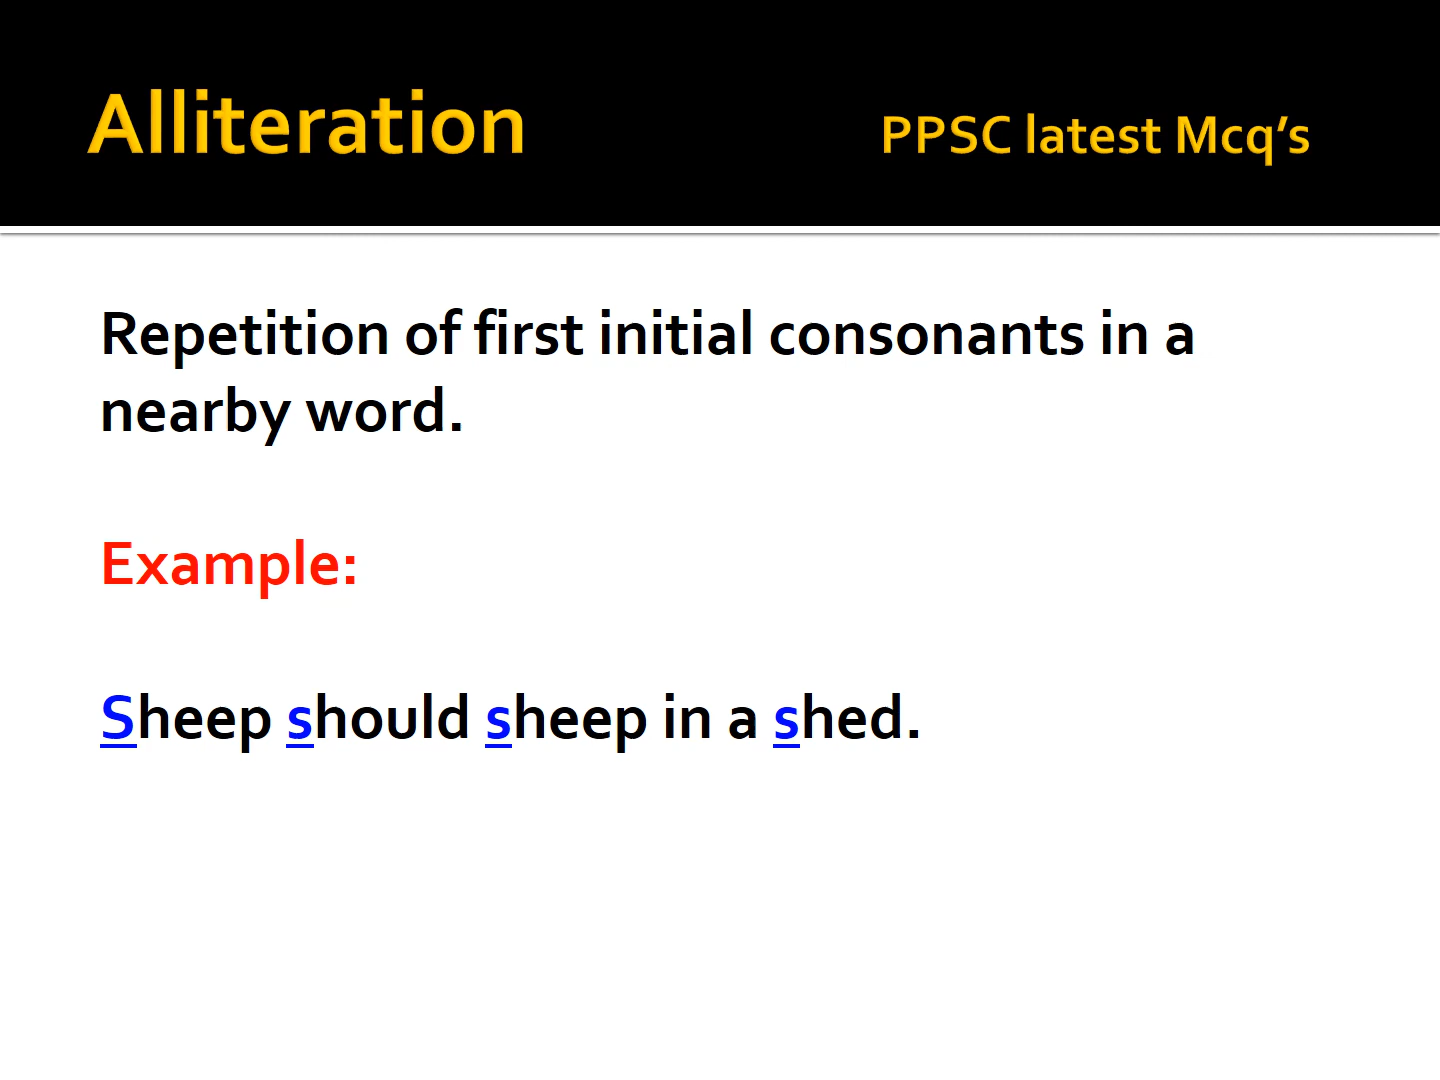 Alliteration
PPSC latest Mcq’s
Repetition of first initial consonants in a
nearby word.
Example:
Sheep should sheep in a shed.